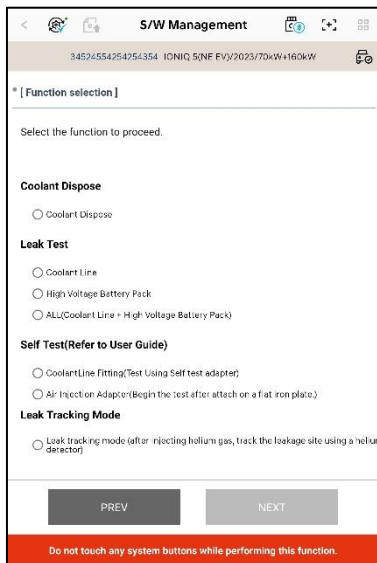 S/W Management
34524554254254354 IONIQ 5(NE EV)/2023/70kW+160kW
* [ Function selection ]
Select the function to proceed.
Coolant Dispose
Coolant Dispose
Leak Test
Coolant Line
High Voltage Battery Pack
ALL(Coolant Line + High Voltage Battery Pack)
Self Test(Refer to User Guide)
CoolantLine Fitting(Test Using Self test adapter)
Air Injection Adapter(Begin the test after attach on a flat iron plate.)
Leak Tracking Mode
Leak tracking mode (after injecting helium gas, track the leakage site using a helium
detector)
PREV
NEXT
Do not touch any system buttons while performing this function.